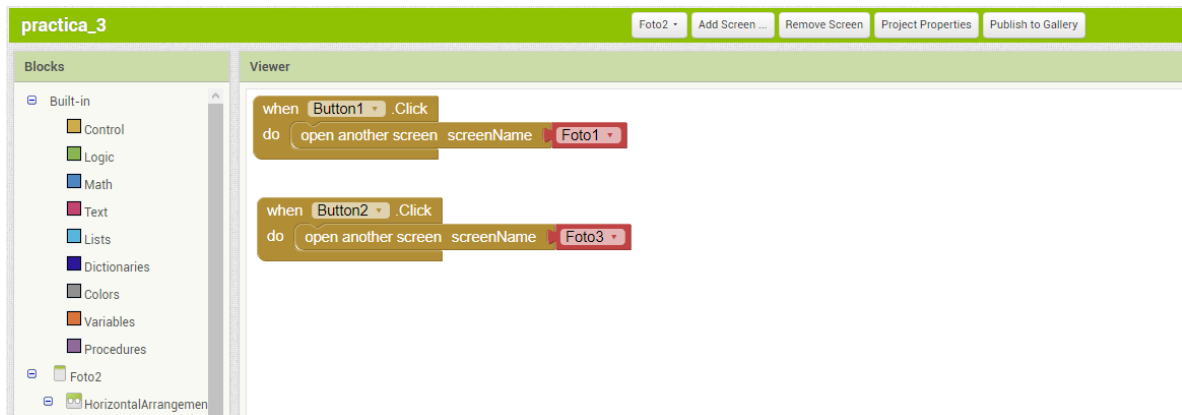 practica_3
Foto2
Add Screen ...
Remove Screen
Project Properties
Publish to Gallery
Blocks
Viewer
Built-in
Control
Logic
Math
Text
Lists
Dictionaries
Colors
Variables
Procedures
Foto2
HorizontalArrangemen
when Button1 .Click
do open another screen screenName Foto1
when Button2 .Click
do open another screen screenName Foto3